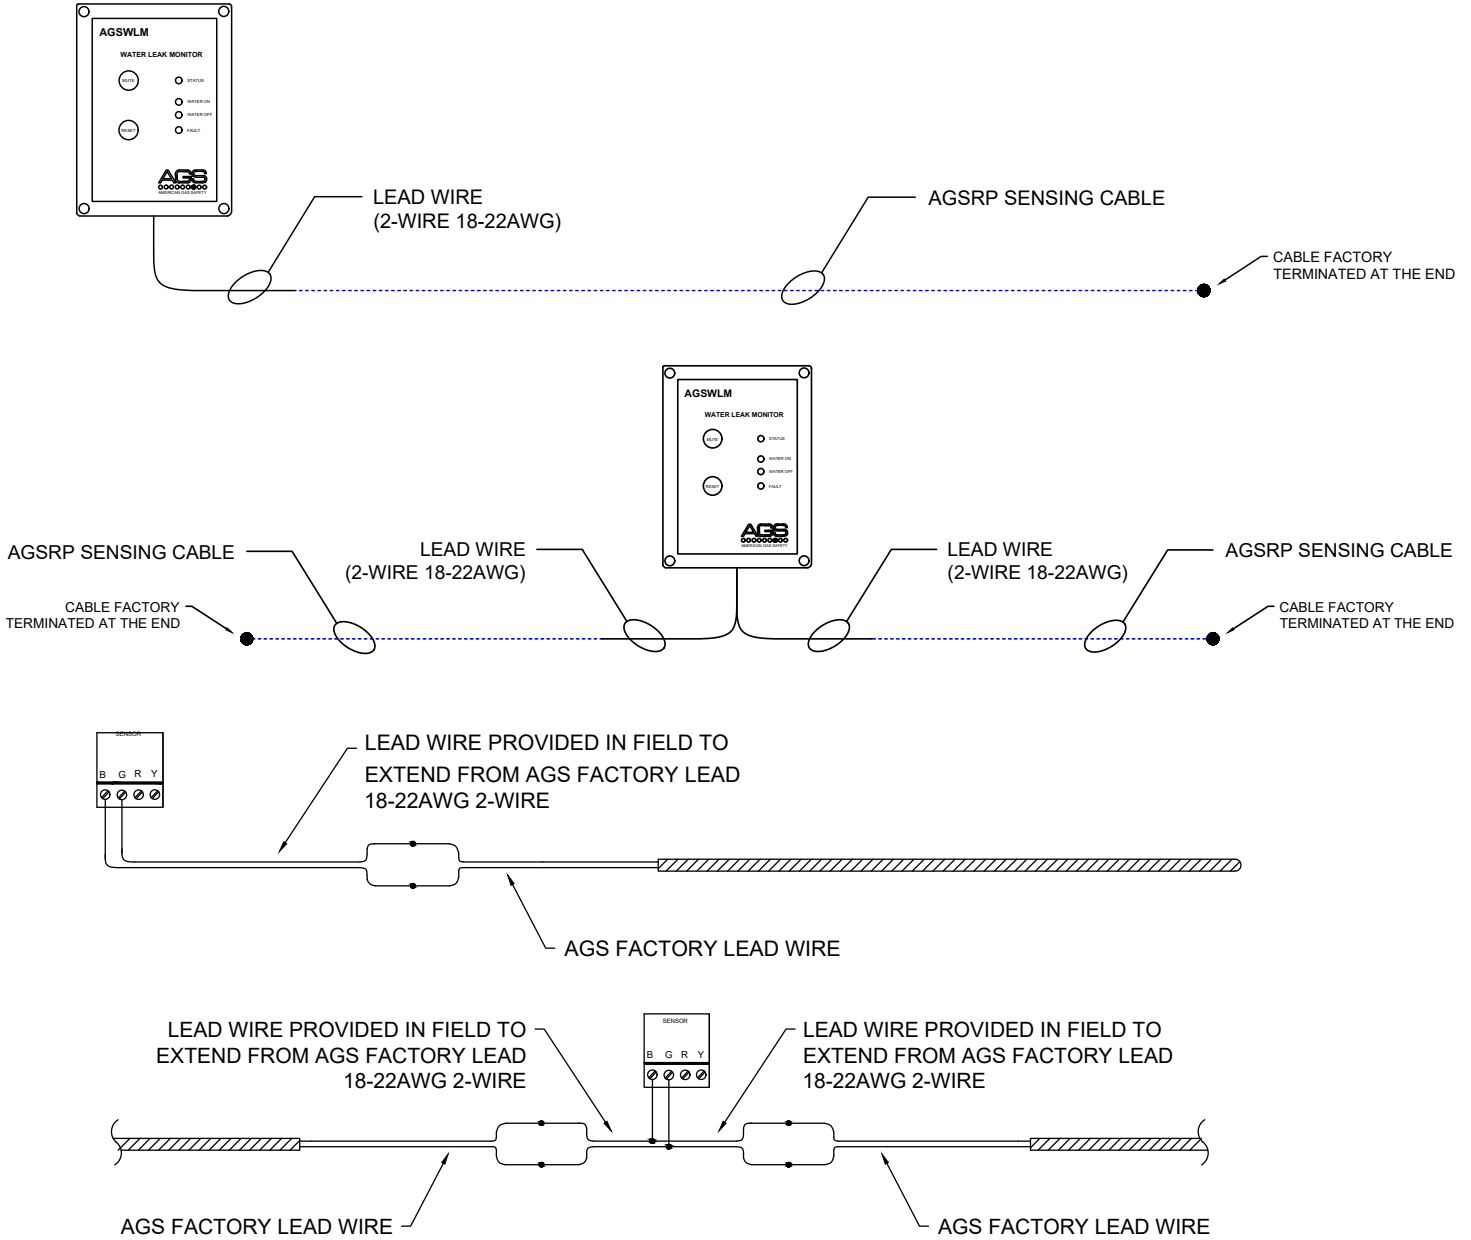 AGSWLM
WATER LEAK MONITOR
MUTE
STATUS
WATER ON
WATER OFF
RESET
FAULT
AGS
AMERICAN GAS SAFETY
LEAD WIRE
(2-WIRE 18-22AWG)
AGSRP SENSING CABLE
CABLE FACTORY
TERMINATED AT THE END
AGSWLM
WATER LEAK MONITOR
MUTE
STATUS
WATER ON
WATER OFF
RESET
FAULT
AGS
AMERICAN GAS SAFETY
AGSRP SENSING CABLE
LEAD WIRE
(2-WIRE 18-22AWG)
LEAD WIRE
(2-WIRE 18-22AWG)
AGSRP SENSING CABLE
CABLE FACTORY
TERMINATED AT THE END
CABLE FACTORY
TERMINATED AT THE END
SENSOR
B G R Y
LEAD WIRE PROVIDED IN FIELD TO
EXTEND FROM AGS FACTORY LEAD
18-22AWG 2-WIRE
AGS FACTORY LEAD WIRE
LEAD WIRE PROVIDED IN FIELD TO
EXTEND FROM AGS FACTORY LEAD
18-22AWG 2-WIRE
SENSOR
B G R Y
LEAD WIRE PROVIDED IN FIELD TO
EXTEND FROM AGS FACTORY LEAD
18-22AWG 2-WIRE
AGS FACTORY LEAD WIRE
AGS FACTORY LEAD WIRE